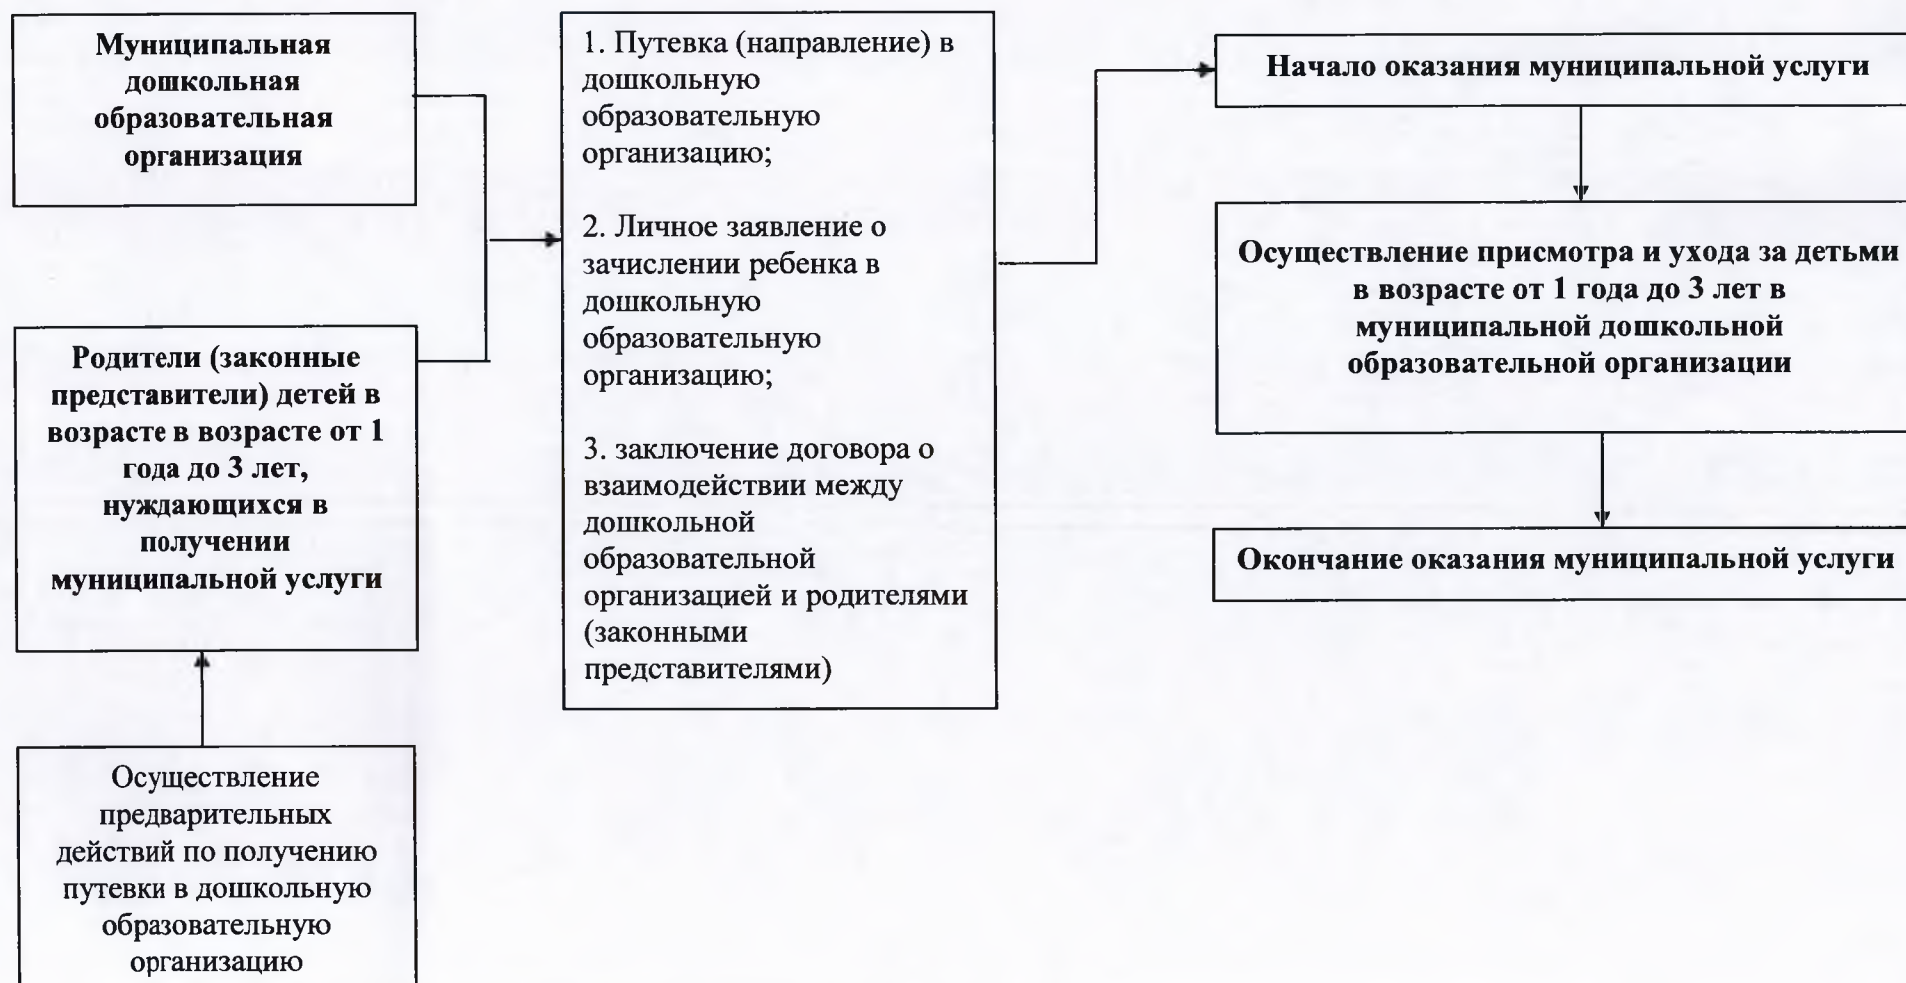 Муниципальная
дошкольная
образовательная
организация
Родители (законные
представители) детей в
возрасте в возрасте от 1
года до 3 лет,
нуждающихся в
получении
муниципальной услуги
Осуществление
предварительных
действий по получению
путевки в дошкольную
образовательную
организацию
1. Путевка (направление) в
дошкольную
образовательную
организацию;
2. Личное заявление о
зачислении ребенка в
дошкольную
образовательную
организацию;
3. заключение договора о
взаимодействии между
дошкольной
образовательной
организацией и родителями
(законными
представителями)
Начало оказания муниципальной услуги
Осуществление присмотра и ухода за детьми
в возрасте от 1 года до 3 лет в
муниципальной дошкольной
образовательной организации
Окончание оказания муниципальной услуги